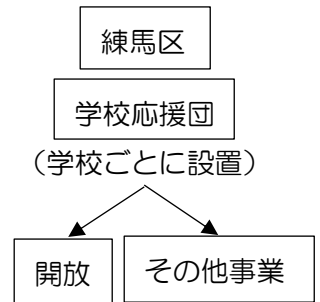 練馬区
学校応援団
（学校ごとに設置）
開放
その他事業